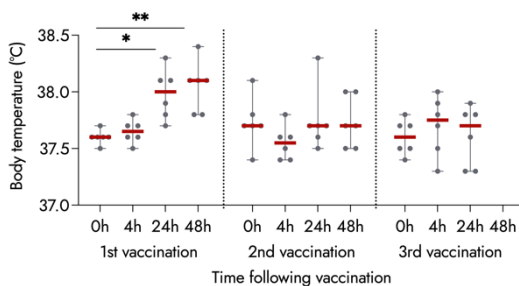 **
*
Body temperature (°C)
38.5
38.0
37.5
37.0
0h 4h 24h 48h 0h 4h 24h 48h 0h 4h 24h 48h
1st vaccination 2nd vaccination 3rd vaccination
Time following vaccination